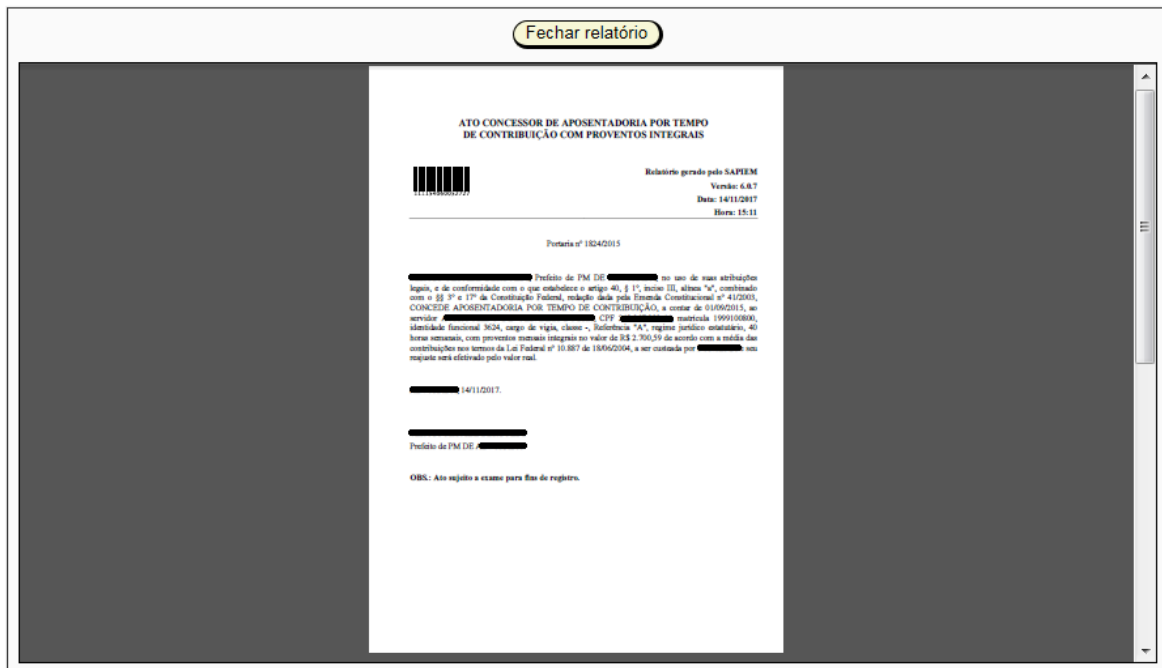 Fechar relatório
ATO CONCESSOR DE APOSENTADORIA POR TEMPO
DE CONTRIBUIÇÃO COM PROVENTOS INTEGRAIS
Relatório gerado pelo SAPIEM
Versão: 6.0.7
Data: 14/11/2017
Hora: 15:11
Portaria nº 1824/2015
Prefeito de PM DE no uso de suas atribuições
legais, e de conformidade com o que estabelece o artigo 40, § 1º, inciso III, alínea "a", combinado
com o §§ 3º e 17º da Constituição Federal, redação dada pela Emenda Constitucional nº 41/2003,
CONCEDE APOSENTADORIA POR TEMPO DE CONTRIBUIÇÃO, a contar de 01/09/2015, ao
servidor CPF matrícula 1999100800,
identidade funcional 3624, cargo de vigia, classe -, Referência "A", regime jurídico estatutário, 40
horas semanais, com proventos mensais integrais no valor de R$ 2.700,59 de acordo com a média das
contribuições nos termos da Lei Federal nº 10.887 de 18/06/2004, a ser custeada por seu
reajuste será efetivado pelo valor real.
14/11/2017.
Prefeito de PM DE
OBS.: Ato sujeito a exame para fins de registro.